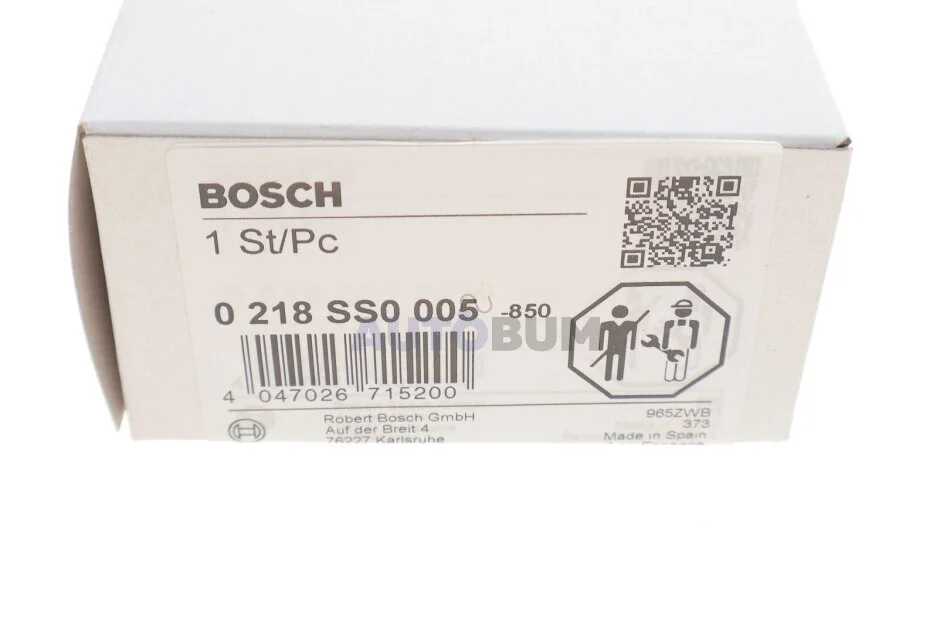 BOSCH
1 St/Pc
0 218 SS0 005 -850
AUTOBUM
4 047026 715200
Robert Bosch GmbH
Auf der Breit 4
76227 Karlsruhe
965ZWB
373
Made in Spain